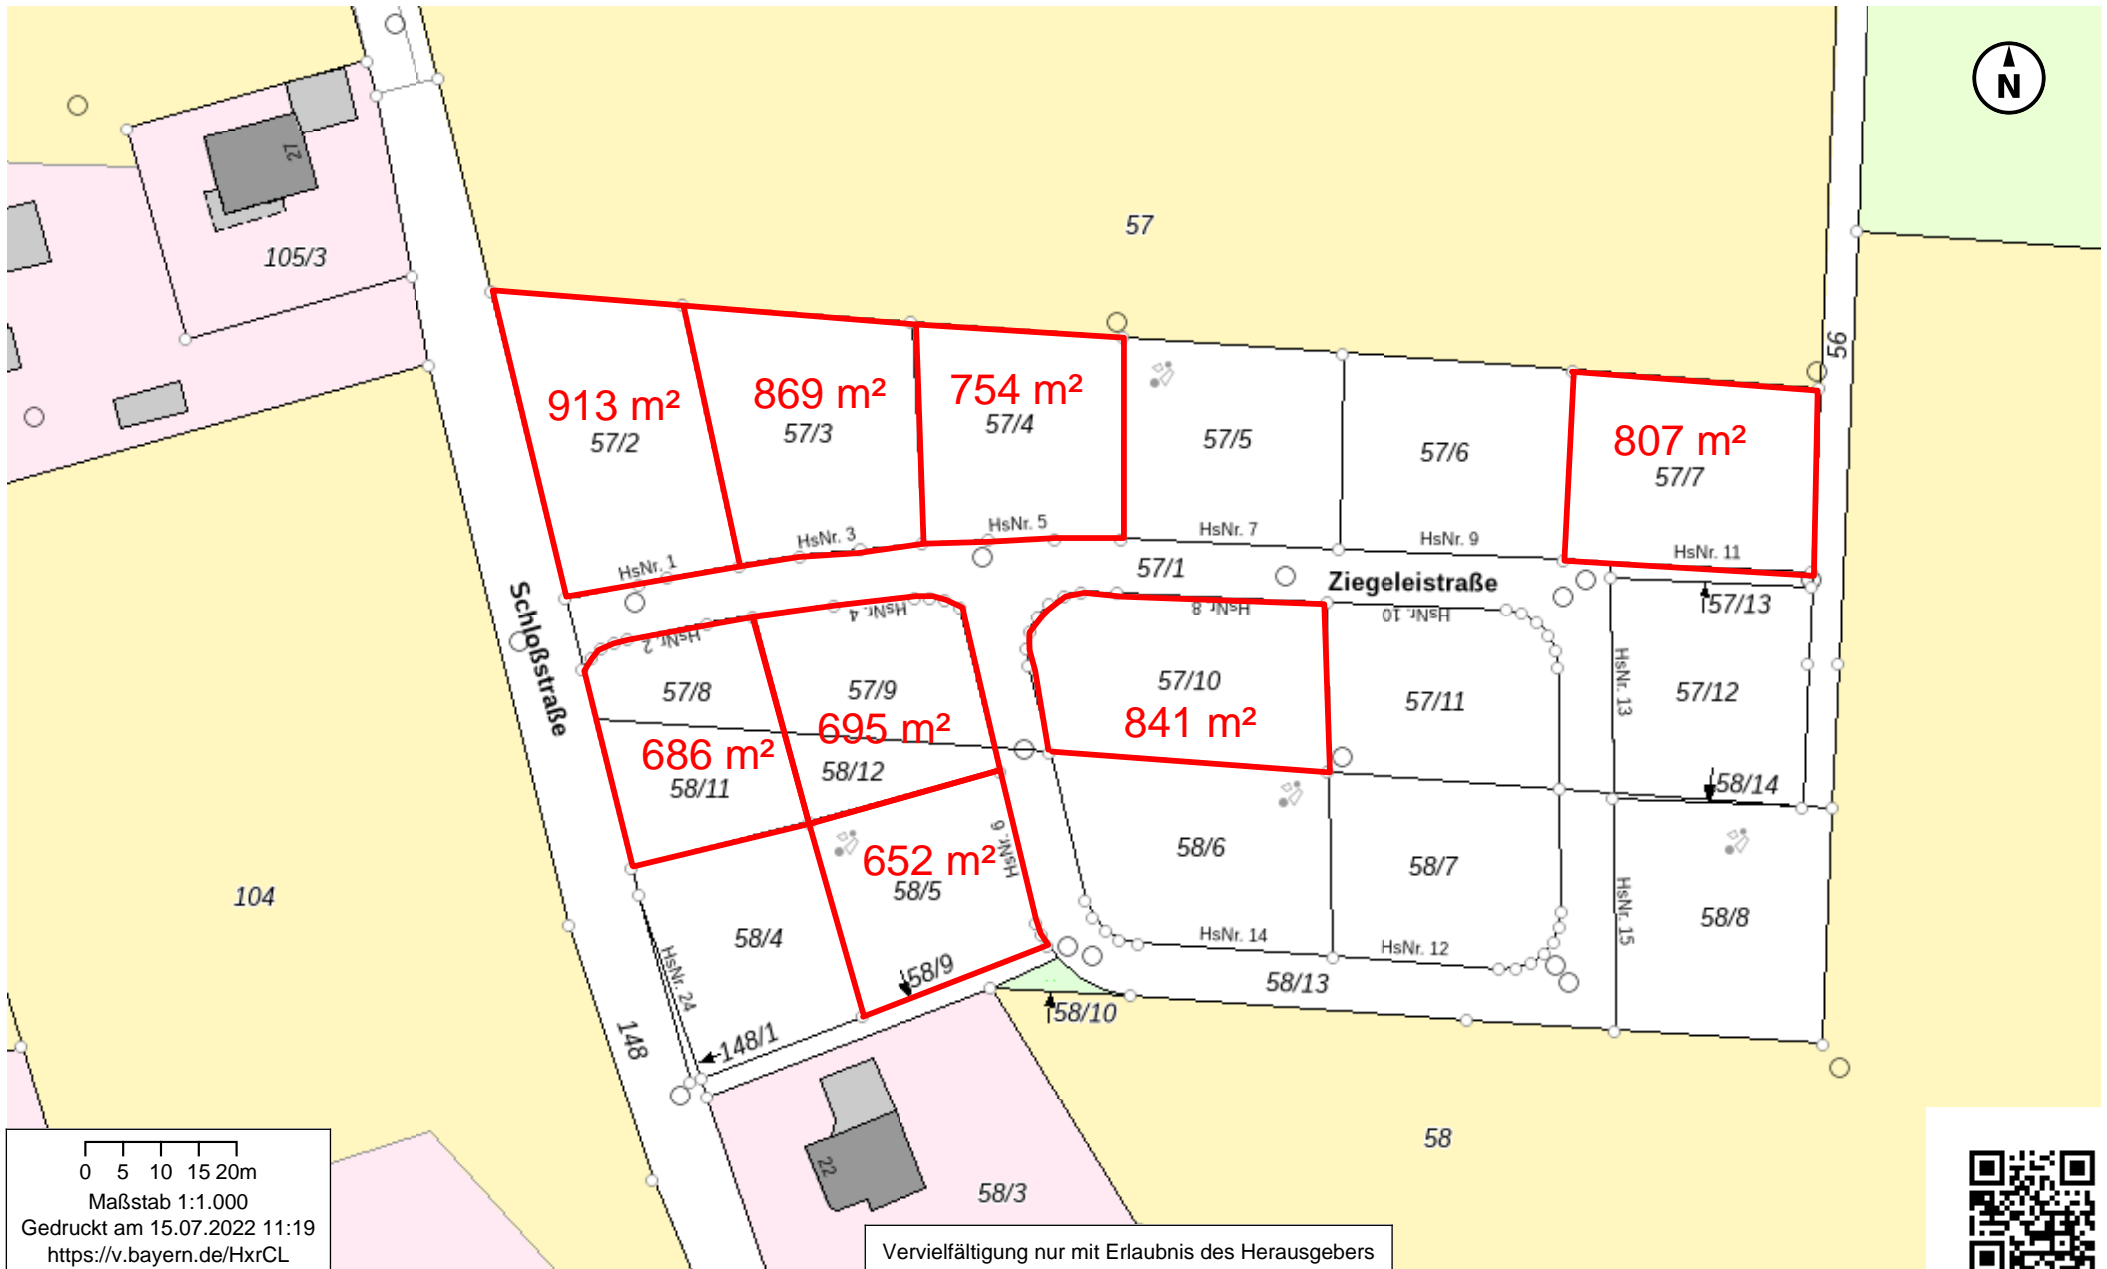 N
27
105/3
57
56
913 m²
57/2
869 m²
57/3
754 m²
57/4
57/5
57/6
807 m²
57/7
HsNr. 1
HsNr. 3
HsNr. 5
HsNr. 7
HsNr. 9
HsNr. 11
57/1
Ziegeleistraße
57/13
Schloßstraße
HsNr. 2
HsNr. 4
HsNr. 8
HsNr. 10
HsNr. 13
57/8
57/9
57/10
57/11
57/12
686 m²
58/11
695 m²
58/12
841 m²
58/14
HsNr. 6
652 m²
58/5
58/6
58/7
58/8
HsNr. 15
104
58/4
HsNr. 24
58/9
HsNr. 14
HsNr. 12
58/13
58/10
148
148/1
22
58/3
58
0 5 10 15 20m
Maßstab 1:1.000
Gedruckt am 15.07.2022 11:19
https://v.bayern.de/HxrCL
Vervielfältigung nur mit Erlaubnis des Herausgebers